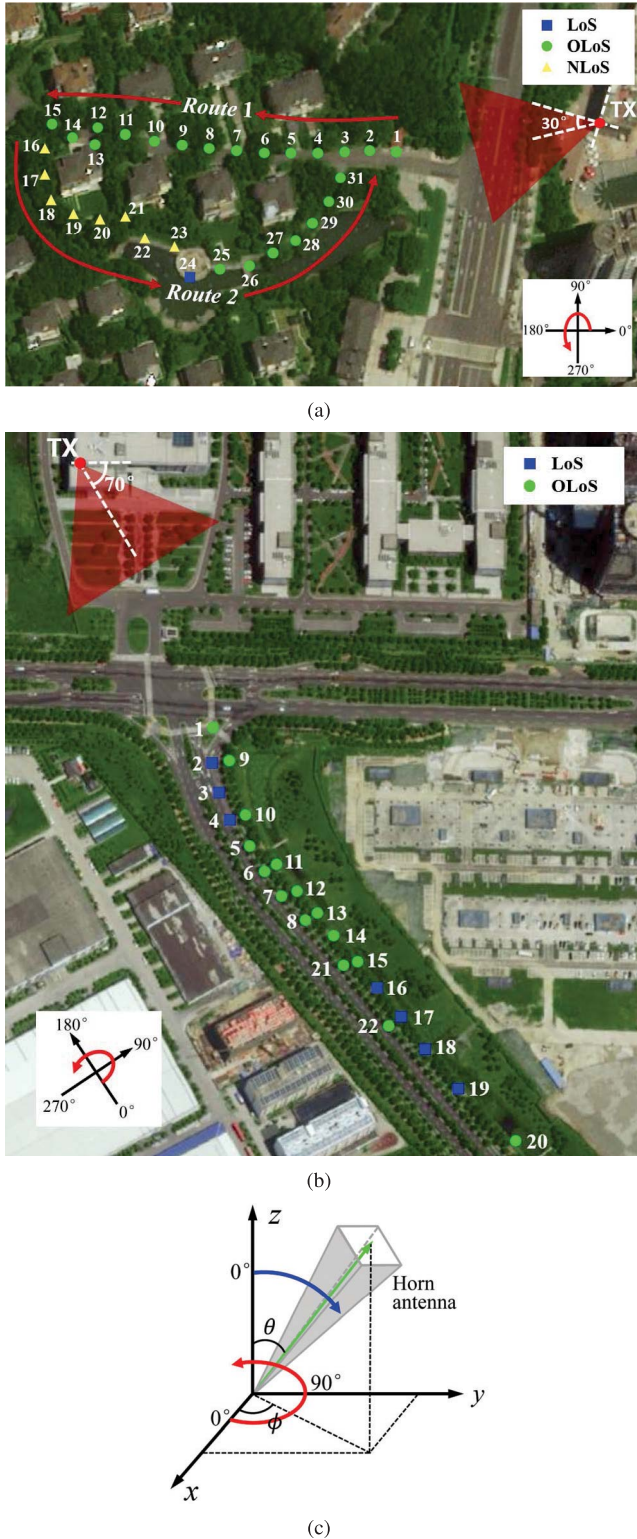 LoS
OLoS
NLoS
TX
30°
Route 1
15 14 12 11 10 9 8 7 6 5 4 3 2 1
13
16
17
18
19
20
21
22
23
24
25
26
27
28
29
30
31
Route 2
90°
180°
0°
270°
(a)
TX
70°
LoS
OLoS
1
2
9
3
4
10
5
6
11
7
12
8
13
14
21
15
16
22
17
18
19
20
180°
90°
270°
0°
(b)
z
0°
Horn
antenna
θ
90°
y
0°
ϕ
x
(c)